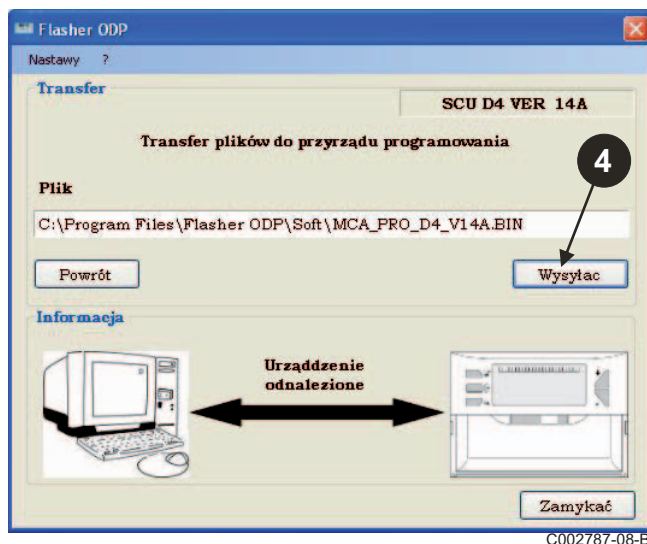 Flasher ODP
Nastawy ?
Transfer
SCU D4 VER 14A
Transfer plików do przyrządu programowania
4
Plik
C:\Program Files\Flasher ODP\Soft\MCA_PRO_D4_V14A.BIN
Powrót
Wysyłac
Informacja
Urząddzenie
odnalezione
Zamykać
C002787-08-B